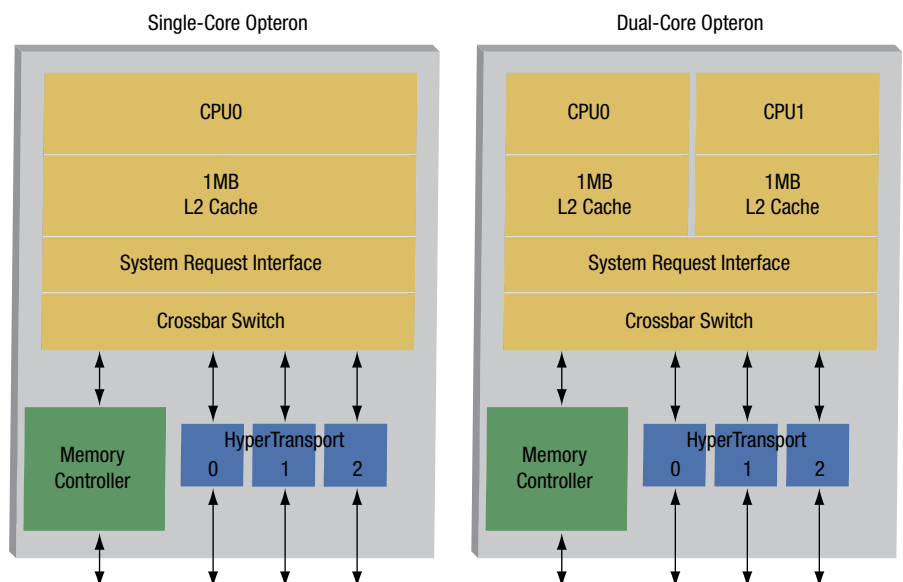 Single-Core Opteron
CPU0
1MB
L2 Cache
System Request Interface
Crossbar Switch
Memory
Controller
HyperTransport
0 1 2
Dual-Core Opteron
CPU0
CPU1
1MB
L2 Cache
1MB
L2 Cache
System Request Interface
Crossbar Switch
Memory
Controller
HyperTransport
0 1 2